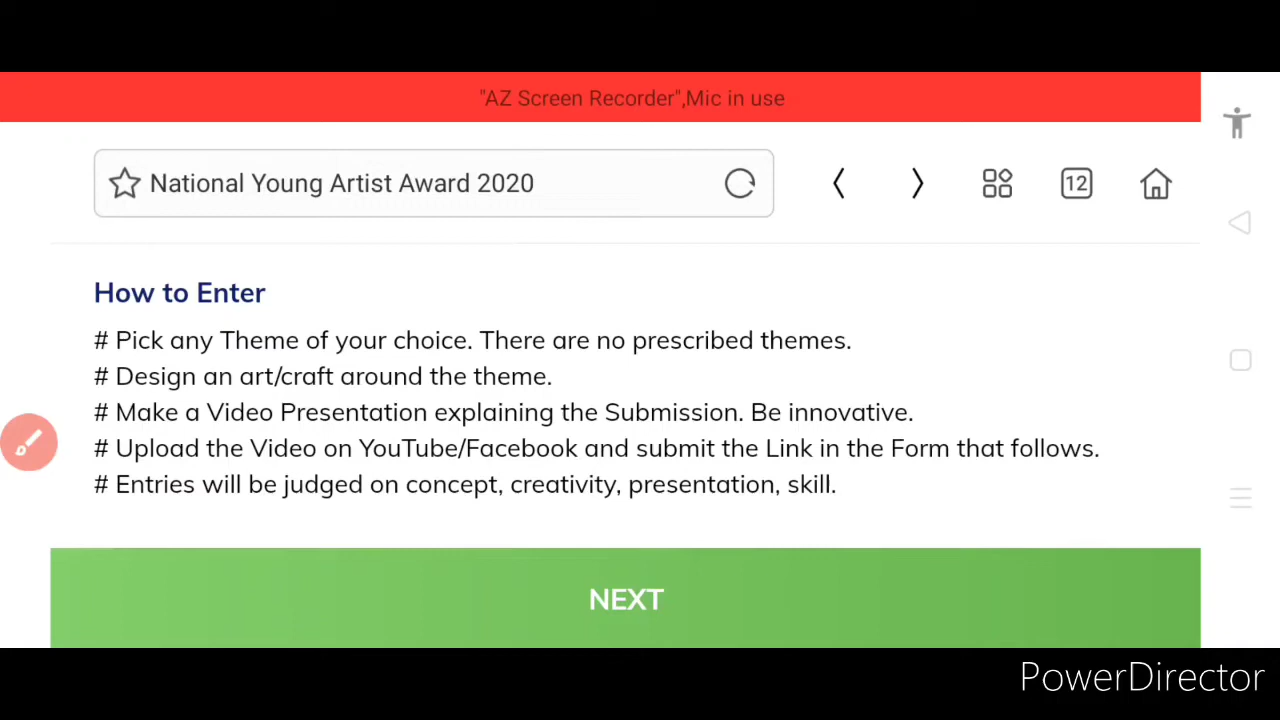 "AZ Screen Recorder",Mic in use
National Young Artist Award 2020
12
How to Enter
# Pick any Theme of your choice. There are no prescribed themes.
# Design an art/craft around the theme.
# Make a Video Presentation explaining the Submission. Be innovative.
# Upload the Video on YouTube/Facebook and submit the Link in the Form that follows.
# Entries will be judged on concept, creativity, presentation, skill.
NEXT
PowerDirector